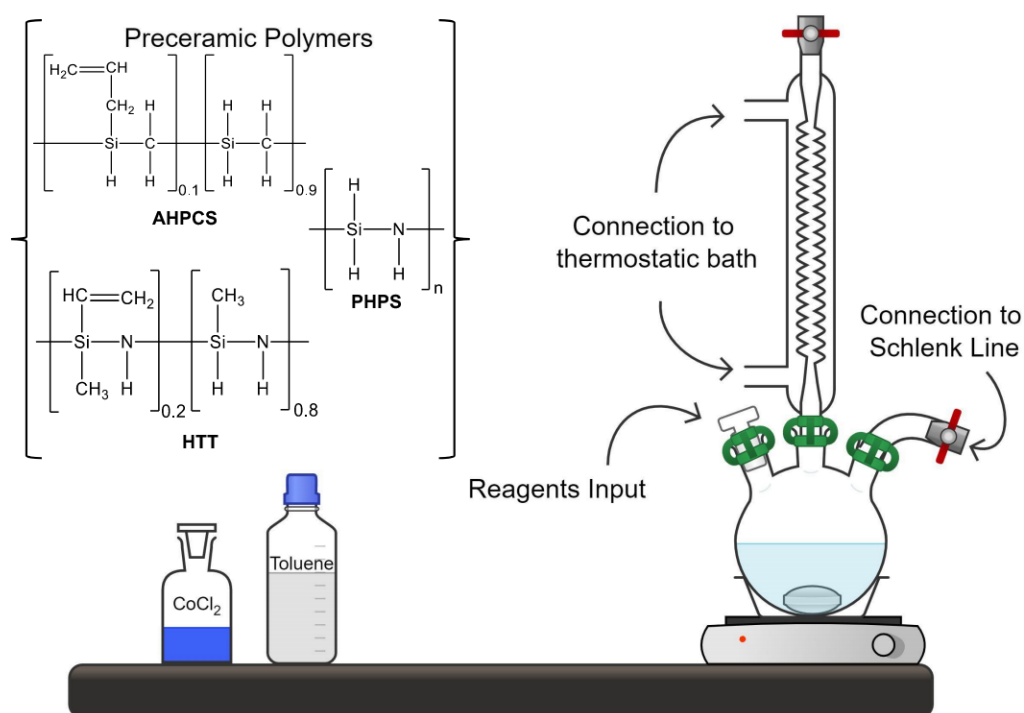 Preceramic Polymers
H₂C CH
CH₂ H H H
Si C Si C
H H H H
0.1 0.9
AHPCS
H
Si N
H H
n
PHPS
HC CH₂ CH₃
Si N Si N
CH₃ H H H
0.2 0.8
HTT
Connection to
thermostatic bath
Connection to
Schlenk Line
Reagents Input
Toluene
CoCl₂